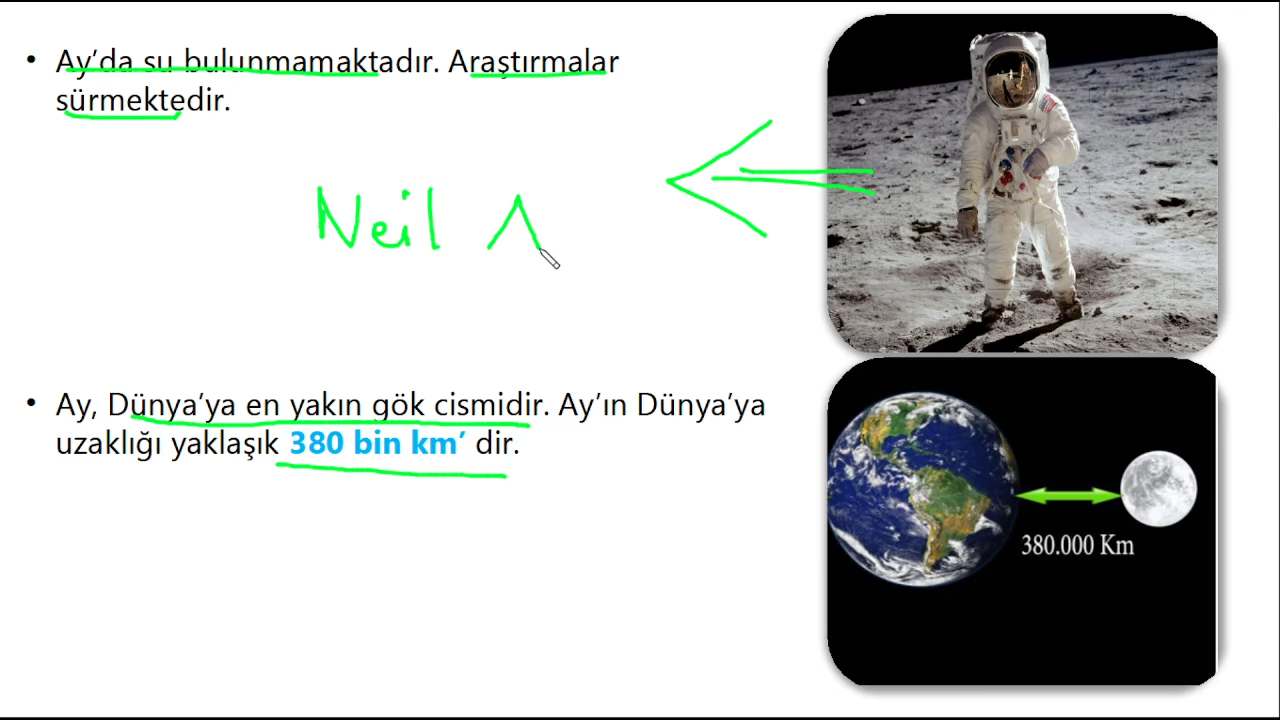 • Ay'da su bulunmamaktadır. Araştırmalar
sürmektedir.
Neil A
• Ay, Dünya'ya en yakın gök cismidir. Ay'ın Dünya'ya
uzaklığı yaklaşık 380 bin km' dir.
380.000 Km